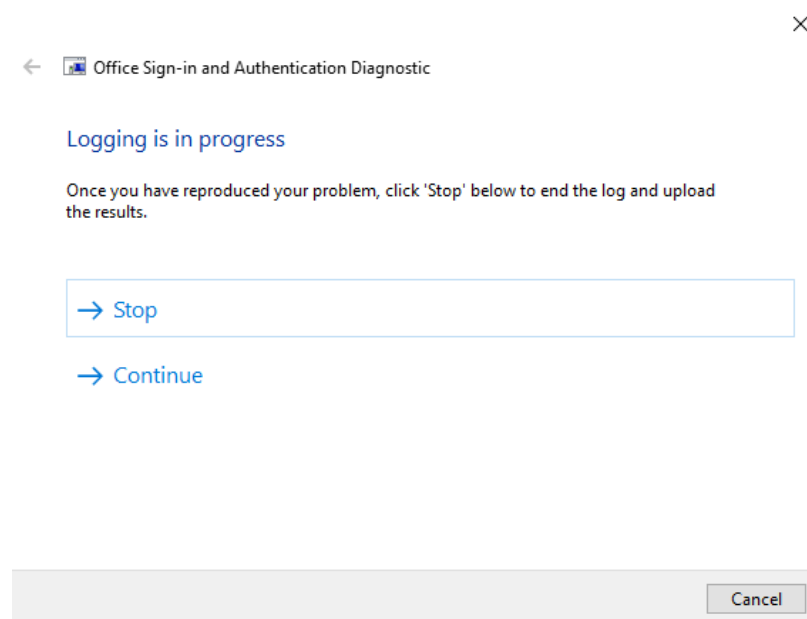 Office Sign-in and Authentication Diagnostic
Logging is in progress
Once you have reproduced your problem, click 'Stop' below to end the log and upload
the results.
Stop
Continue
Cancel